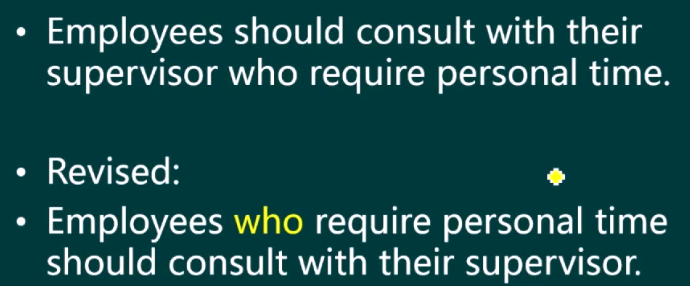 • Employees should consult with their
supervisor who require personal time.
• Revised:
• Employees who require personal time
should consult with their supervisor.